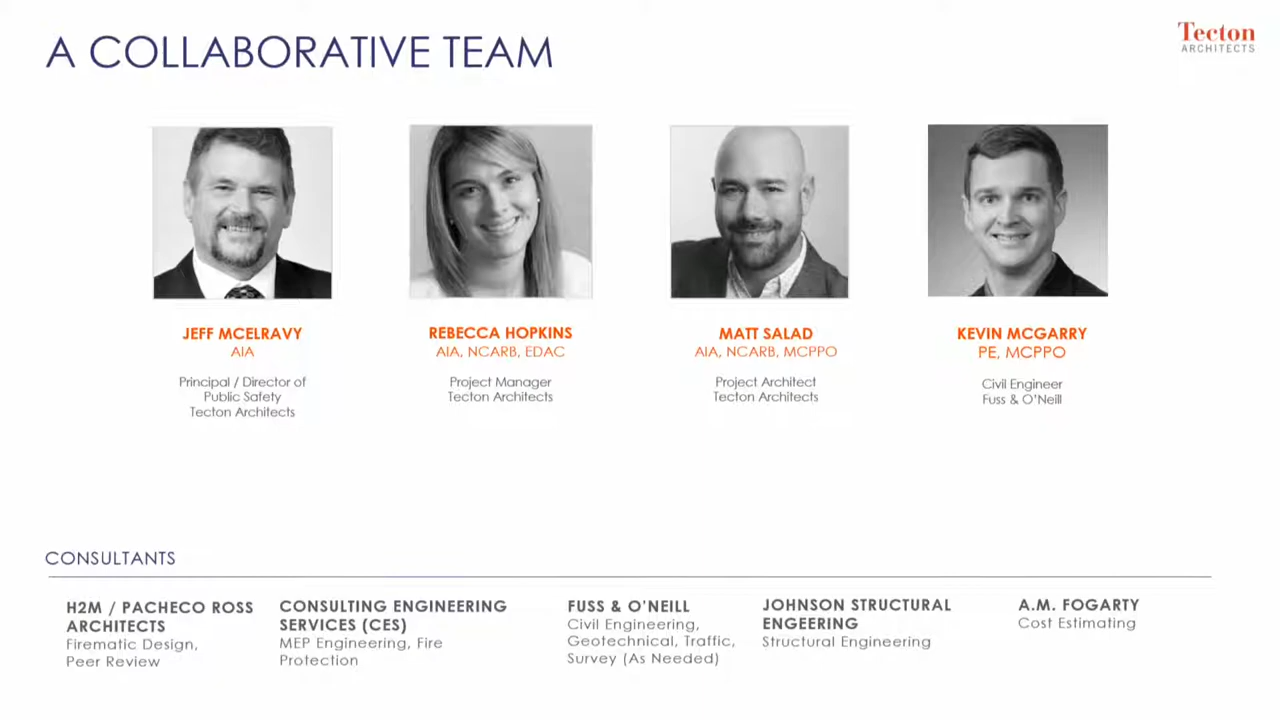 A COLLABORATIVE TEAM
Tecton
ARCHITECTS
JEFF MCELRAVY
AIA
Principal / Director of
Public Safety
Tecton Architects
REBECCA HOPKINS
AIA, NCARB, EDAC
Project Manager
Tecton Architects
MATT SALAD
AIA, NCARB, MCPPO
Project Architect
Tecton Architects
KEVIN MCGARRY
PE, MCPPO
Civil Engineer
Fuss & O'Neill
CONSULTANTS
H2M / PACHECO ROSS
ARCHITECTS
Firematic Design,
Peer Review
CONSULTING ENGINEERING
SERVICES (CES)
MEP Engineering, Fire
Protection
FUSS & O'NEILL
Civil Engineering,
Geotechnical, Traffic,
Survey (As Needed)
JOHNSON STRUCTURAL
ENGEERING
Structural Engineering
A.M. FOGARTY
Cost Estimating